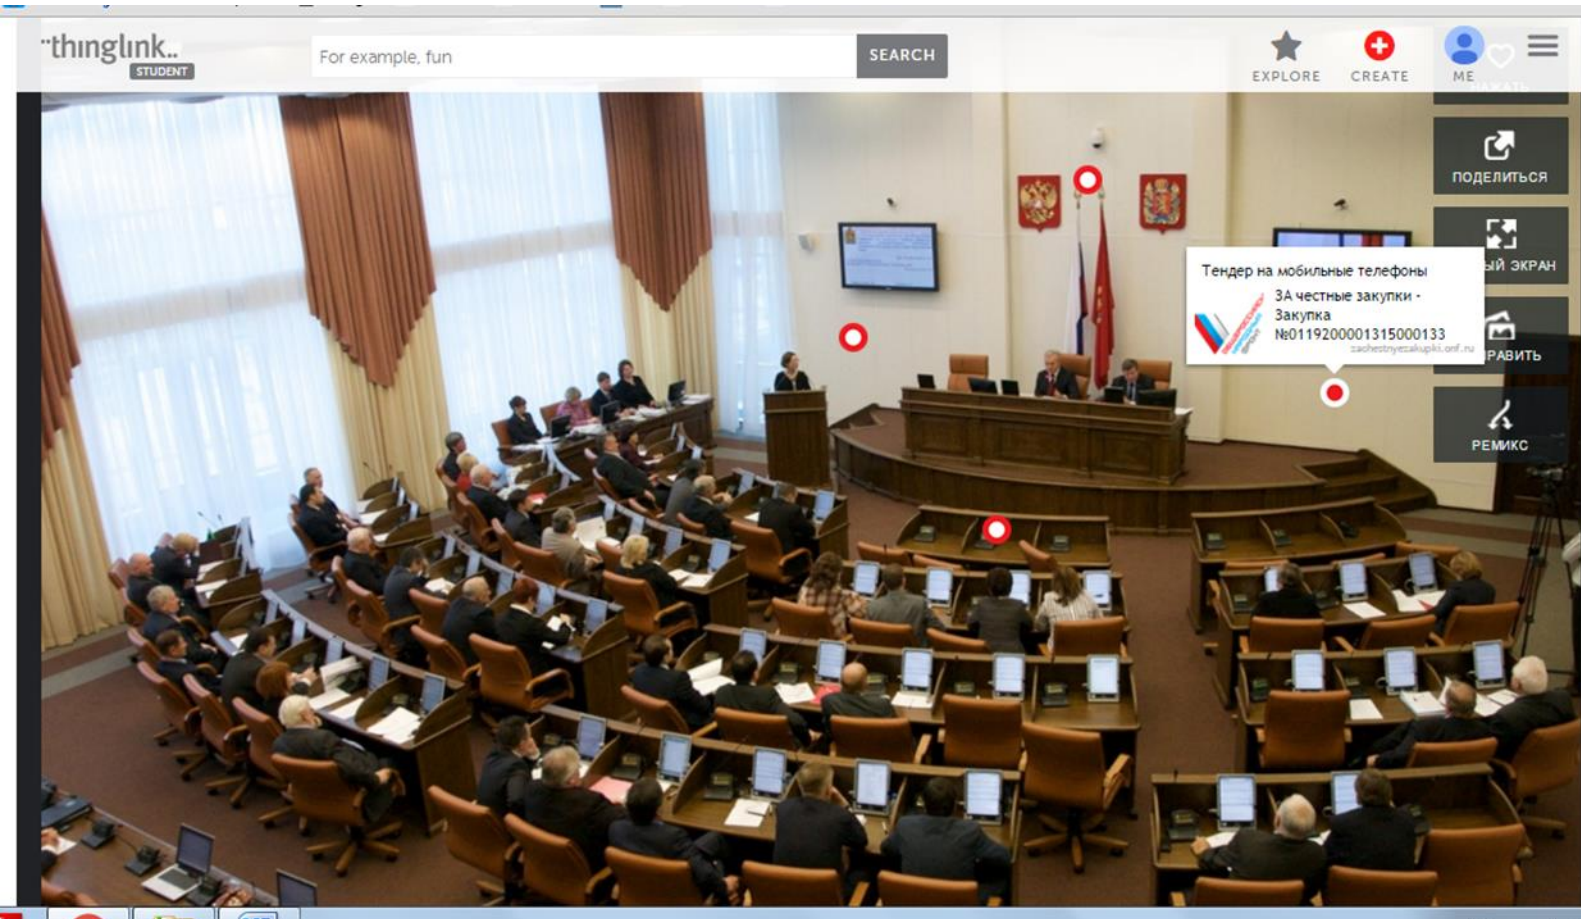 thinglink..
STUDENT
For example, fun
SEARCH
EXPLORE
CREATE
ME
ПОДЕЛИТЬСЯ
ЫЙ ЭКРАН
Тендер на мобильные телефоны
ЗА честные закупки -
Закупка
№0119200001315000133
zachestnyezakupki.onf.ru
РАВИТЬ
РЕМИКС